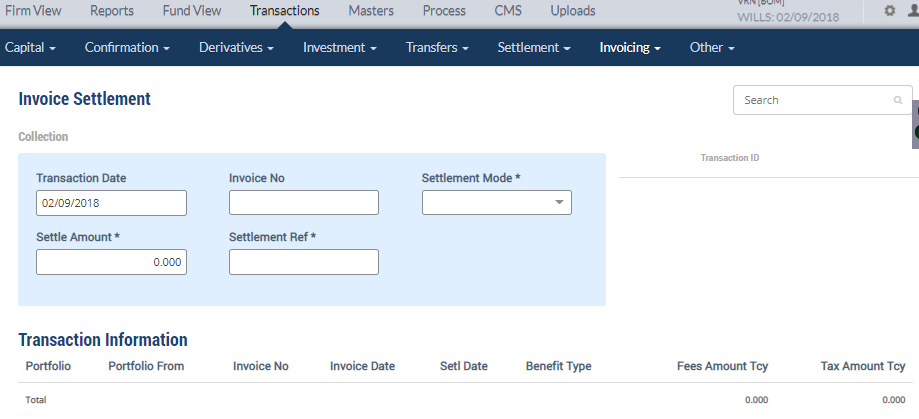 Firm View Reports Fund View Transactions Masters Process CMS Uploads
VRN [BOM]
WILLS: 02/09/2018
Capital Confirmation Derivatives Investment Transfers Settlement Invoicing Other
Invoice Settlement
Search
Collection
Transaction ID
Transaction Date Invoice No Settlement Mode *
02/09/2018
Settle Amount * Settlement Ref *
0.000
Transaction Information
Portfolio Portfolio From Invoice No Invoice Date Setl Date Benefit Type Fees Amount Tcy Tax Amount Tcy
Total 0.000 0.000